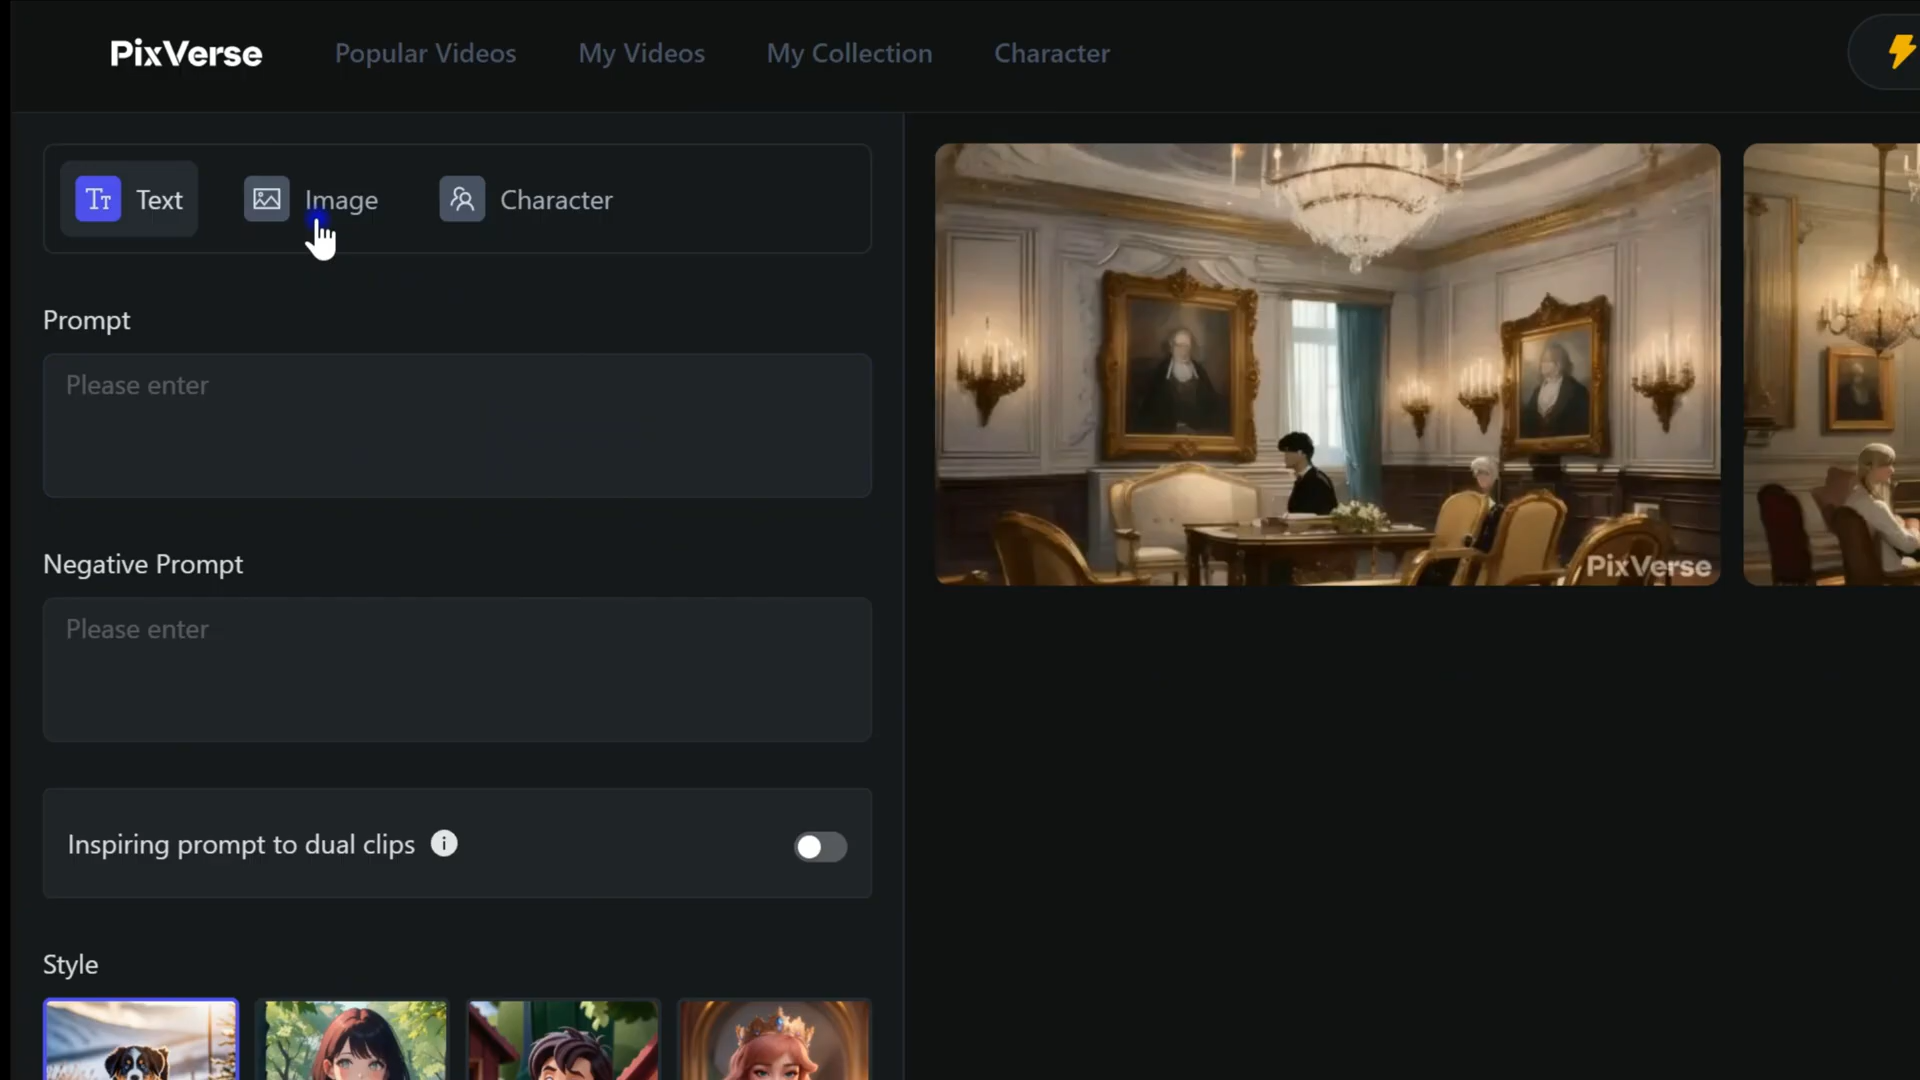 PixVerse
Popular Videos
My Videos
My Collection
Character
Text
Image
Character
Prompt
Please enter
Negative Prompt
Please enter
Inspiring prompt to dual clips
Style
PixVerse